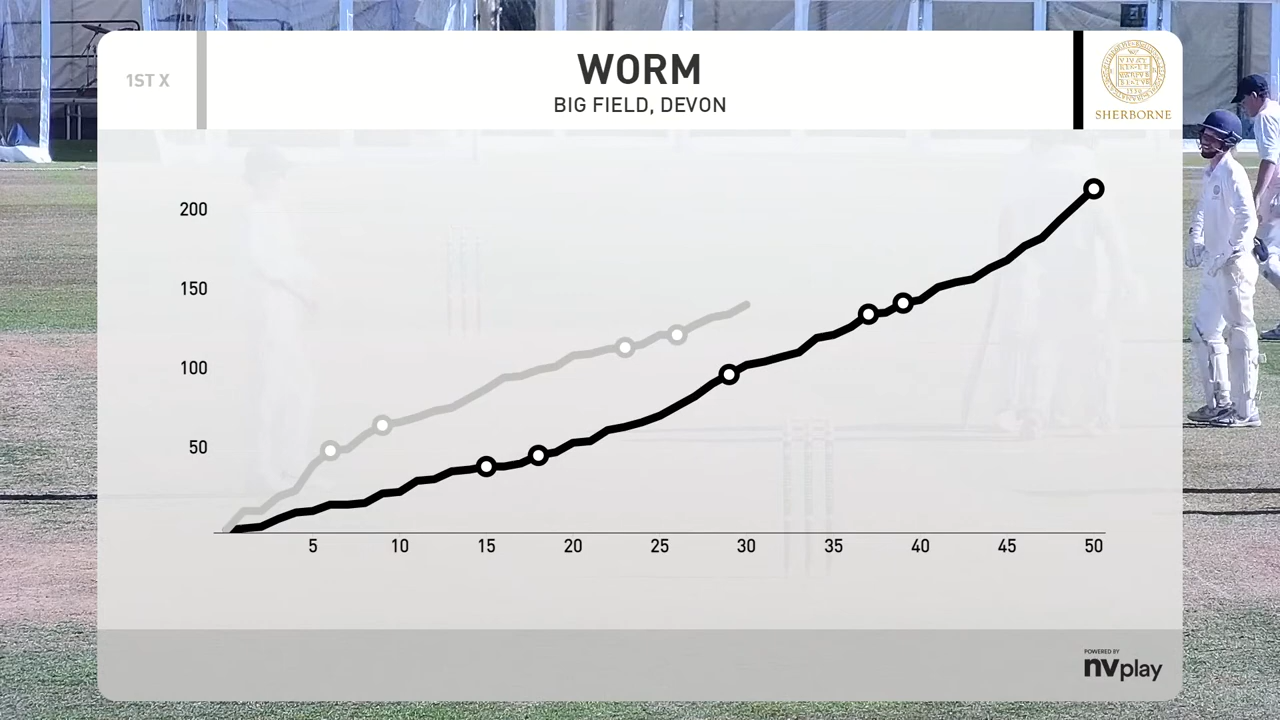 1ST X
WORM
BIG FIELD, DEVON
SHERBORNE
200
150
100
50
5 10 15 20 25 30 35 40 45 50
POWERED BY
nvplay